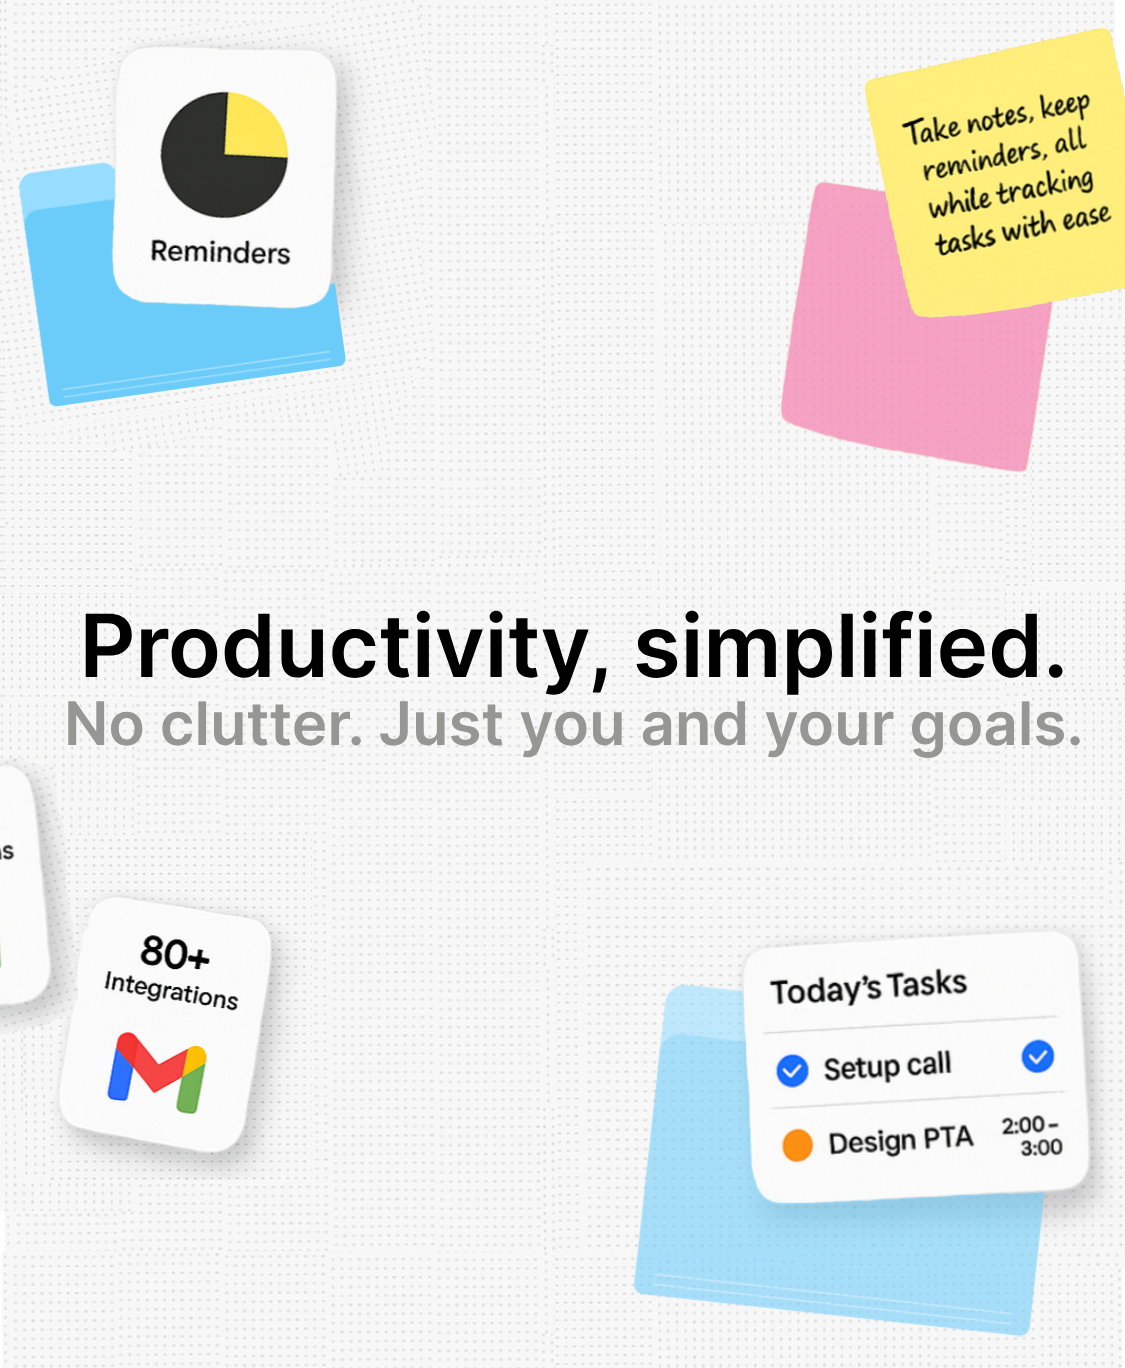 Reminders
Take notes, keep
reminders, all
while tracking
tasks with ease
Productivity, simplified.
No clutter. Just you and your goals.
80+
Integrations
Today's Tasks
Setup call
Design PTA
2:00–
3:00